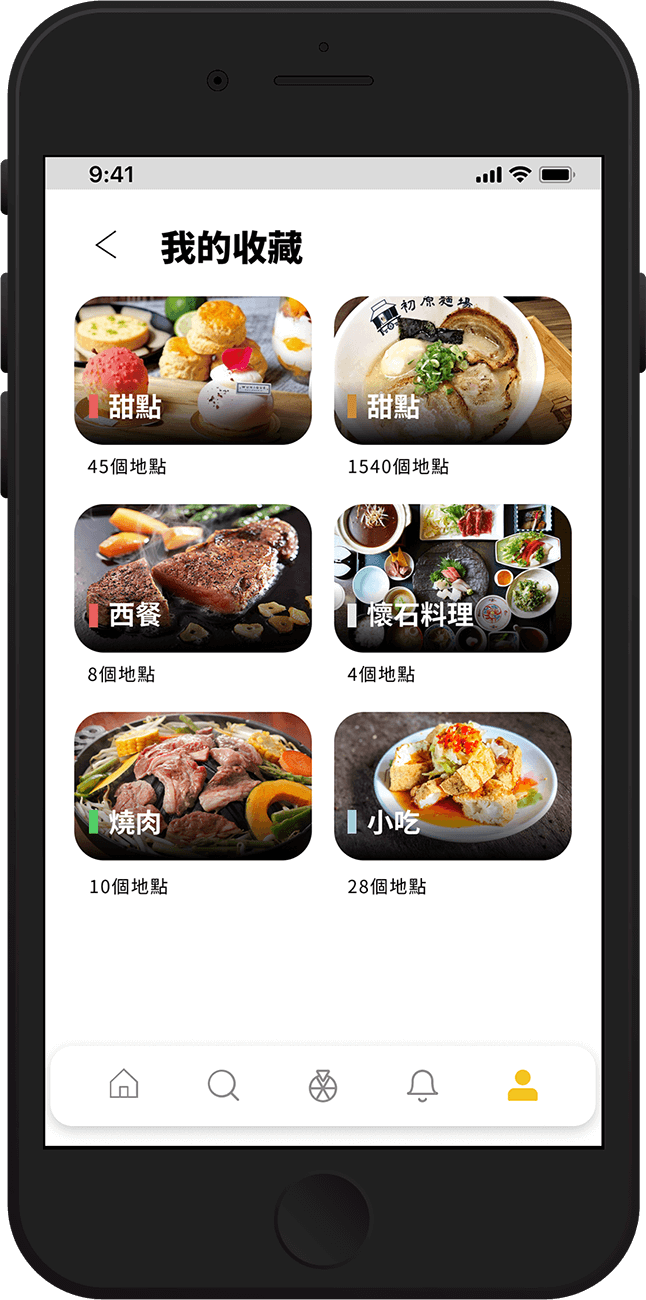 9:41
我的收藏
初原麵場
甜點
甜點
45個地點
1540個地點
西餐
懷石料理
8個地點
4個地點
燒肉
小吃
10個地點
28個地點